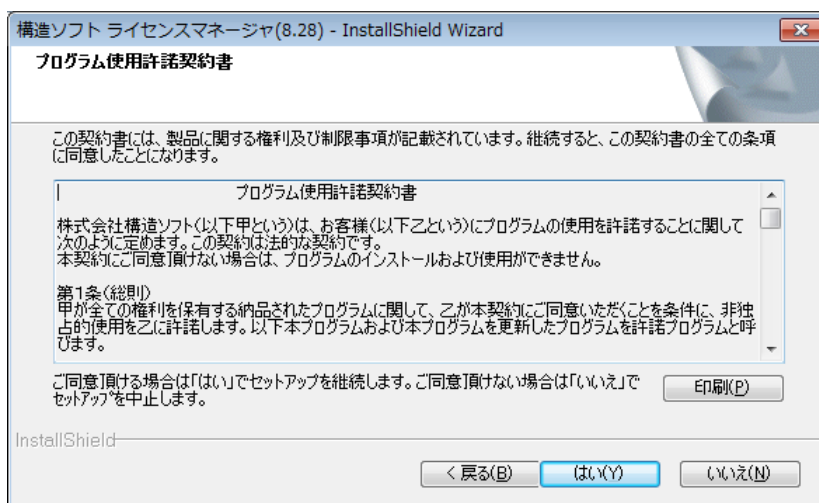 構造ソフト ライセンスマネージャ(8.28) - InstallShield Wizard
プログラム使用許諾契約書
この契約書には、製品に関する権利及び制限事項が記載されています。継続すると、この契約書の全ての条項
に同意したことになります。
プログラム使用許諾契約書
株式会社構造ソフト(以下甲という)は、お客様(以下乙という)にプログラムの使用を許諾することに関して
次のように定めます。この契約は法的な契約です。
本契約にご同意頂けない場合は、プログラムのインストールおよび使用ができません。
第1条(総則)
甲が全ての権利を保有する納品されたプログラムに関して、乙が本契約にご同意いただくことを条件に、非独
占的使用を乙に許諾します。以下本プログラムおよび本プログラムを更新したプログラムを許諾プログラムと呼
びます。
ご同意頂ける場合は「はい」でセットアップを継続します。ご同意頂けない場合は「いいえ」で
セットアップを中止します。
印刷(P)
InstallShield
< 戻る(B)
はい(Y)
いいえ(N)